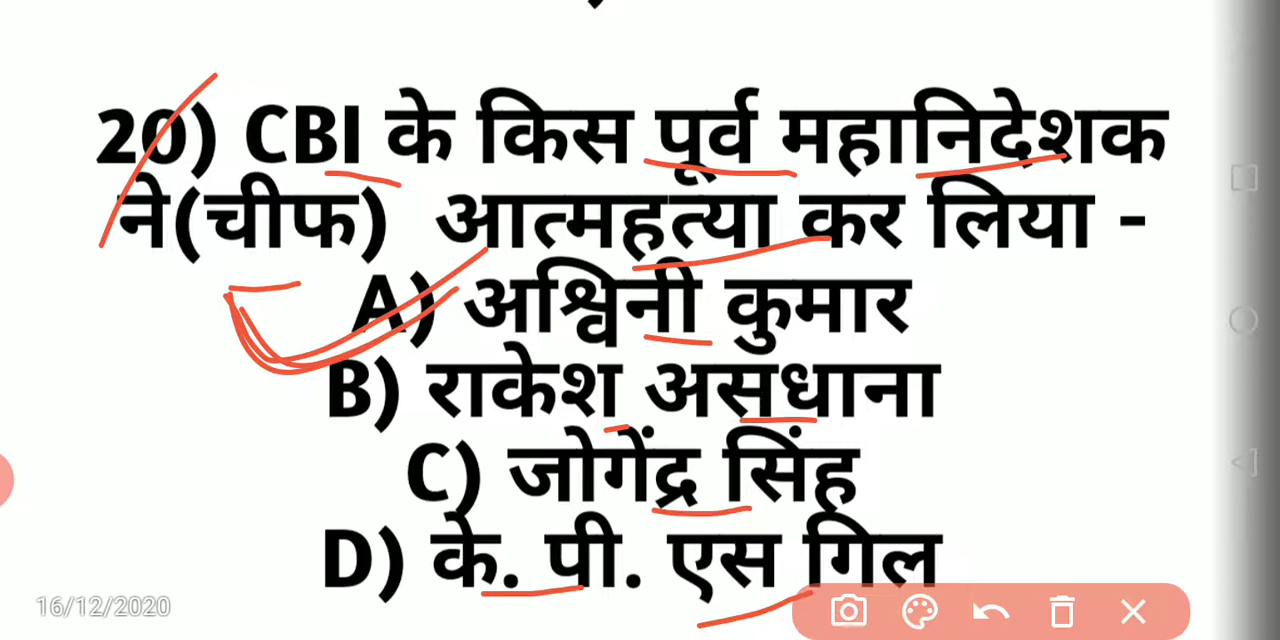 20) CBI के किस पूर्व महानिदेशक
ने(चीफ) आत्महत्या कर लिया -
A) अश्विनी कुमार
B) राकेश असधाना
C) जोगेंद्र सिंह
D) के. पी. एस गिल
16/12/2020